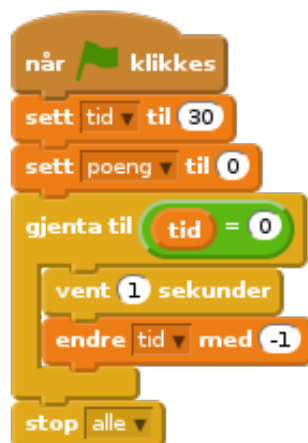 når klikkes
sett tid til 30
sett poeng til 0
gjenta til tid = 0
vent 1 sekunder
endre tid med -1
stop alle